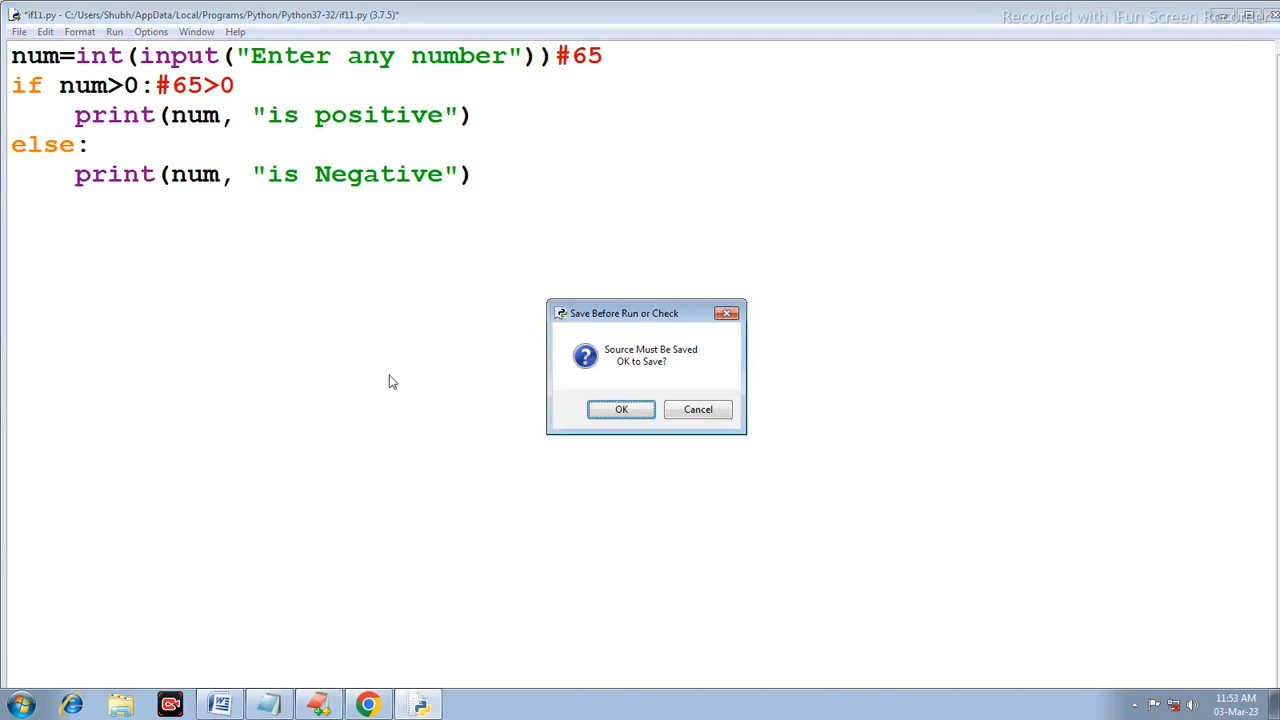 *if11.py - C:/Users/Shubh/AppData/Local/Programs/Python/Python37-32/if11.py (3.7.5)*
Recorded with iFun Screen Recorder
File Edit Format Run Options Window Help
num=int(input("Enter any number"))#65
if num>0:#65>0
print(num, "is positive")
else:
print(num, "is Negative")
Save Before Run or Check
Source Must Be Saved
OK to Save?
OK Cancel
11:53 AM
03-Mar-23